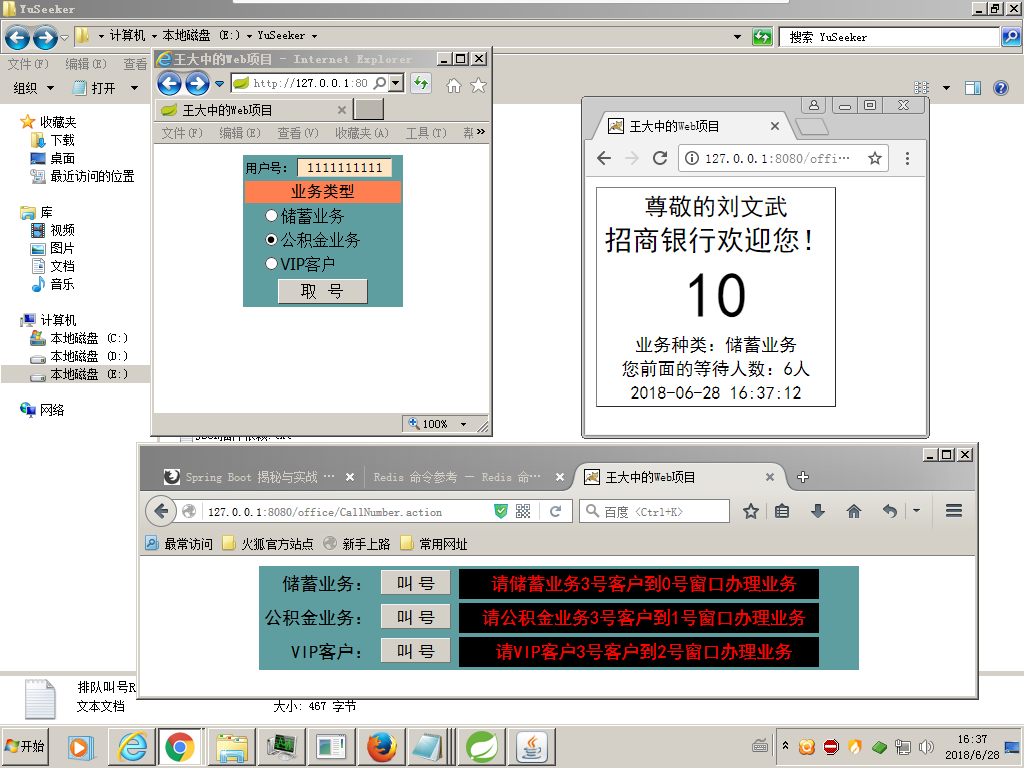 YuSeeker
计算机 本地磁盘 (E:) YuSeeker
搜索 YuSeeker
文件(F) 编辑(E) 查看
组织 打开
收藏夹
下载
桌面
最近访问的位置
库
视频
图片
文档
音乐
计算机
本地磁盘 (C:)
本地磁盘 (D:)
本地磁盘 (E:)
网络
王大中的Web项目 - Internet Explorer
http://127.0.0.1:80
王大中的Web项目
文件(F) 编辑(E) 查看(V) 收藏夹(A) 工具(T)
用户号: 1111111111
业务类型
储蓄业务
公积金业务
VIP客户
取 号
100%
王大中的Web项目
127.0.0.1:8080/offi…
尊敬的刘文武
招商银行欢迎您!
10
业务种类: 储蓄业务
您前面的等待人数: 6人
2018-06-28 16:37:12
Spring Boot 揭秘与实战 … Redis 命令参考 — Redis 命… 王大中的Web项目
127.0.0.1:8080/office/CallNumber.action
百度 <Ctrl+K>
最常访问 火狐官方站点 新手上路 常用网址
储蓄业务: 叫 号 请储蓄业务3号客户到0号窗口办理业务
公积金业务: 叫 号 请公积金业务3号客户到1号窗口办理业务
VIP客户: 叫 号 请VIP客户3号客户到2号窗口办理业务
排队叫号R
文本文档
大小: 467 字节
开始
16:37
2018/6/28